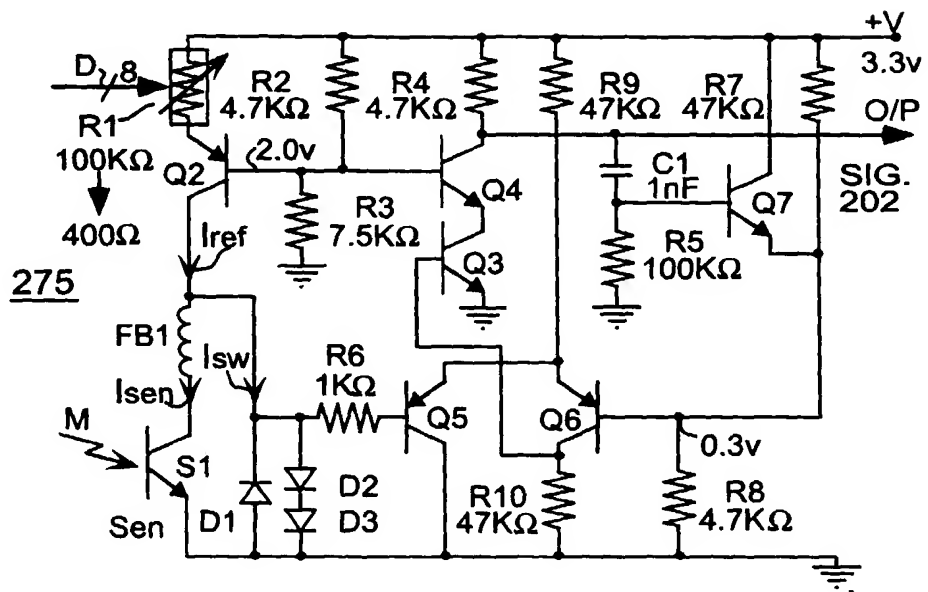 +V
3.3v
D 8
R1
100KΩ
400Ω
R2
4.7KΩ
R4
4.7KΩ
R9
47KΩ
R7
47KΩ
O/P
SIG.
202
Q2
2.0v
Q4
C1
1nF
Q7
R3
7.5KΩ
Q3
R5
100KΩ
Iref
275
FB1
Isw
Isen
R6
1KΩ
Q5
Q6
0.3v
M
S1
Sen
D1
D2
D3
R10
47KΩ
R8
4.7KΩ